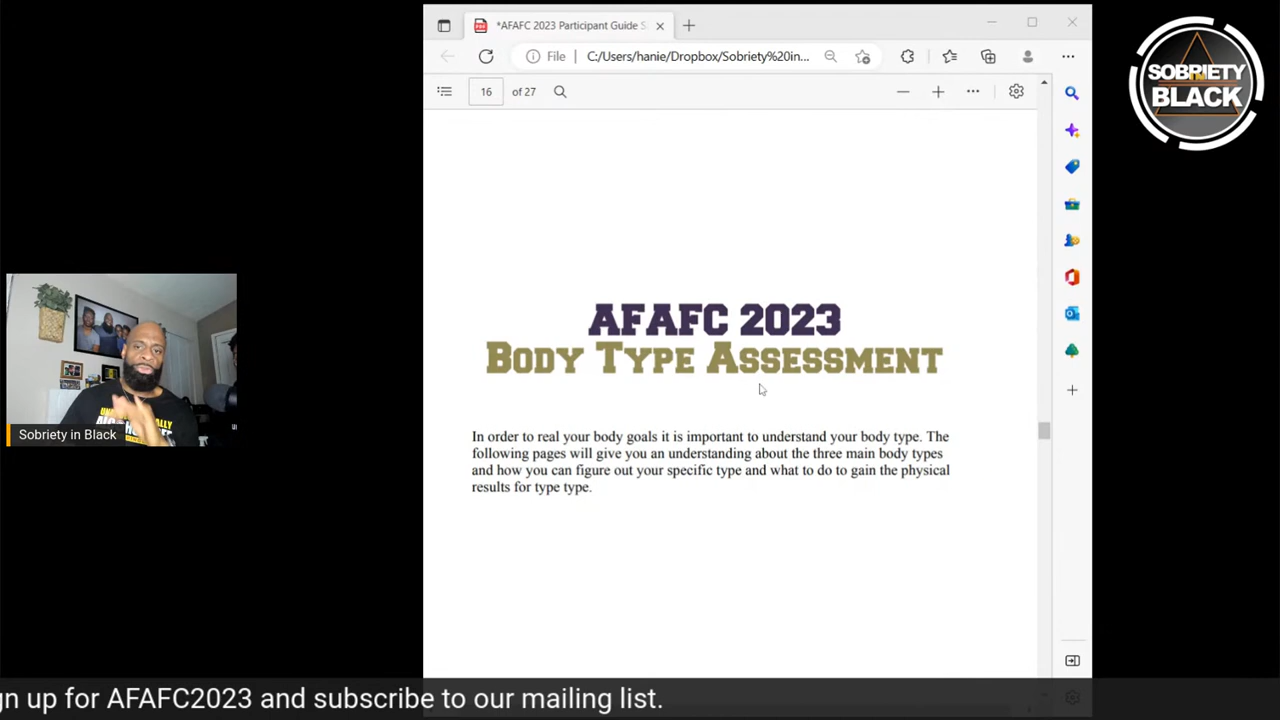 *AFAFC 2023 Participant Guide S
File
C:/Users/hanie/Dropbox/Sobriety%20in...
16
of 27
SOBRIETY
IN
BLACK
AFAFC 2023
Body Type Assessment
In order to real your body goals it is important to understand your body type. The
following pages will give you an understanding about the three main body types
and how you can figure out your specific type and what to do to gain the physical
results for type type.
Sobriety in Black
gn up for AFAFC2023 and subscribe to our mailing list.